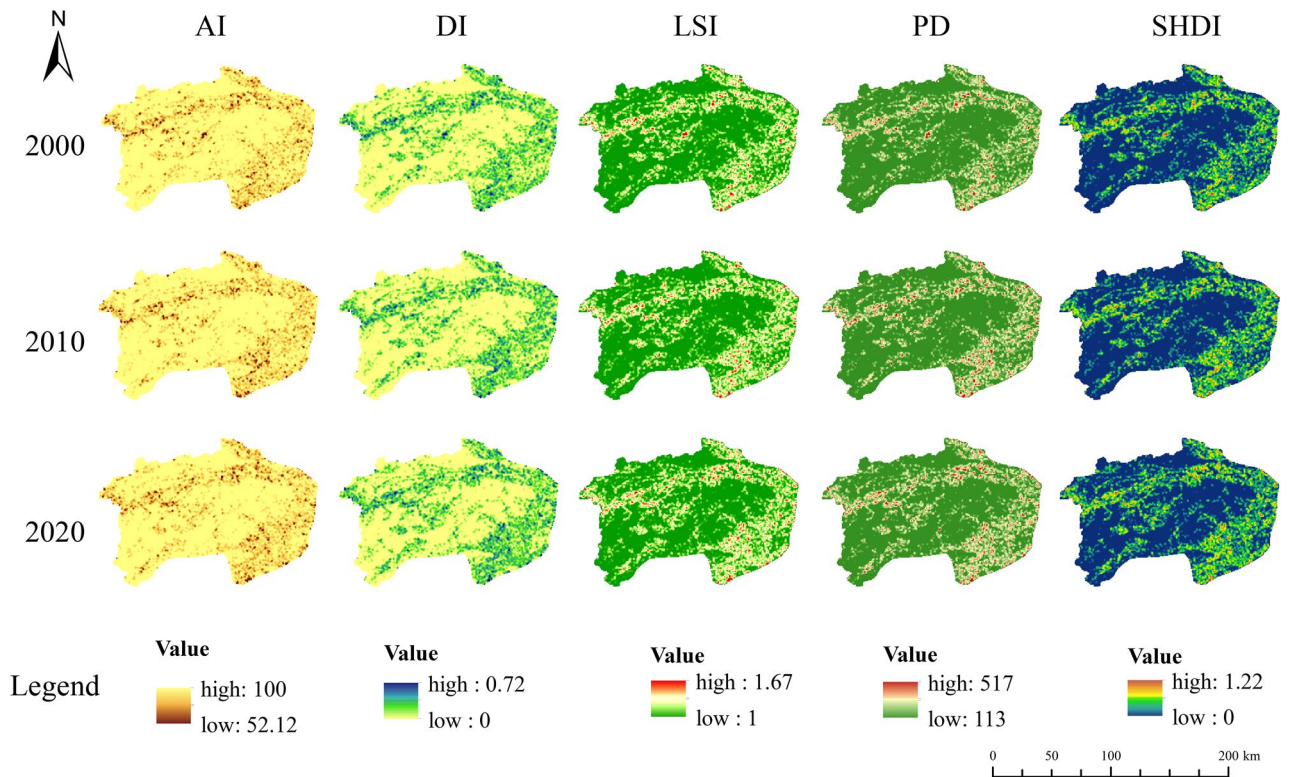 N
AI DI LSI PD SHDI
2000
2010
2020
Legend
Value
high: 100
low: 52.12
Value
high : 0.72
low : 0
Value
high : 1.67
low : 1
Value
high: 517
low: 113
Value
high: 1.22
low : 0
0 50 100 200 km